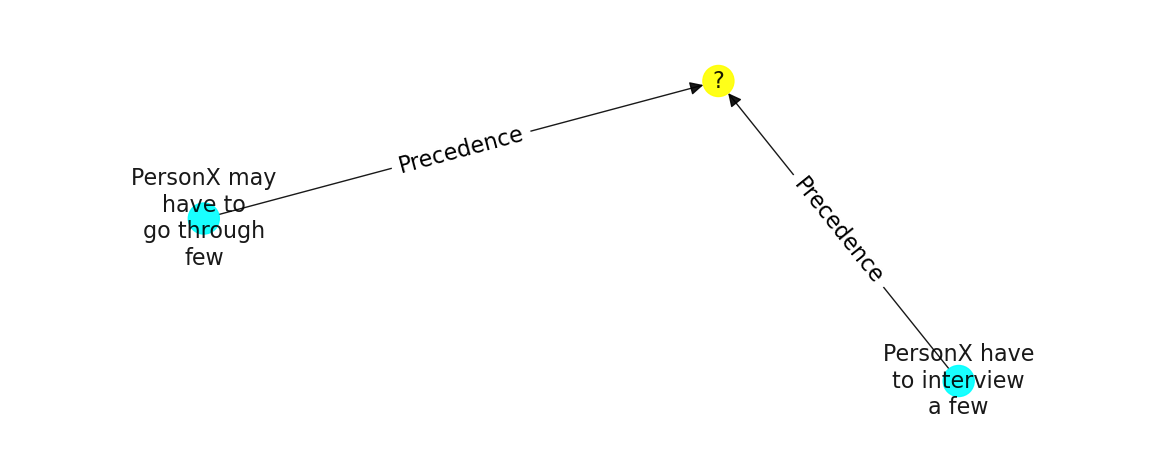 ?
Precedence
PersonX may
have to
go through
few
Precedence
PersonX have
to interview
a few